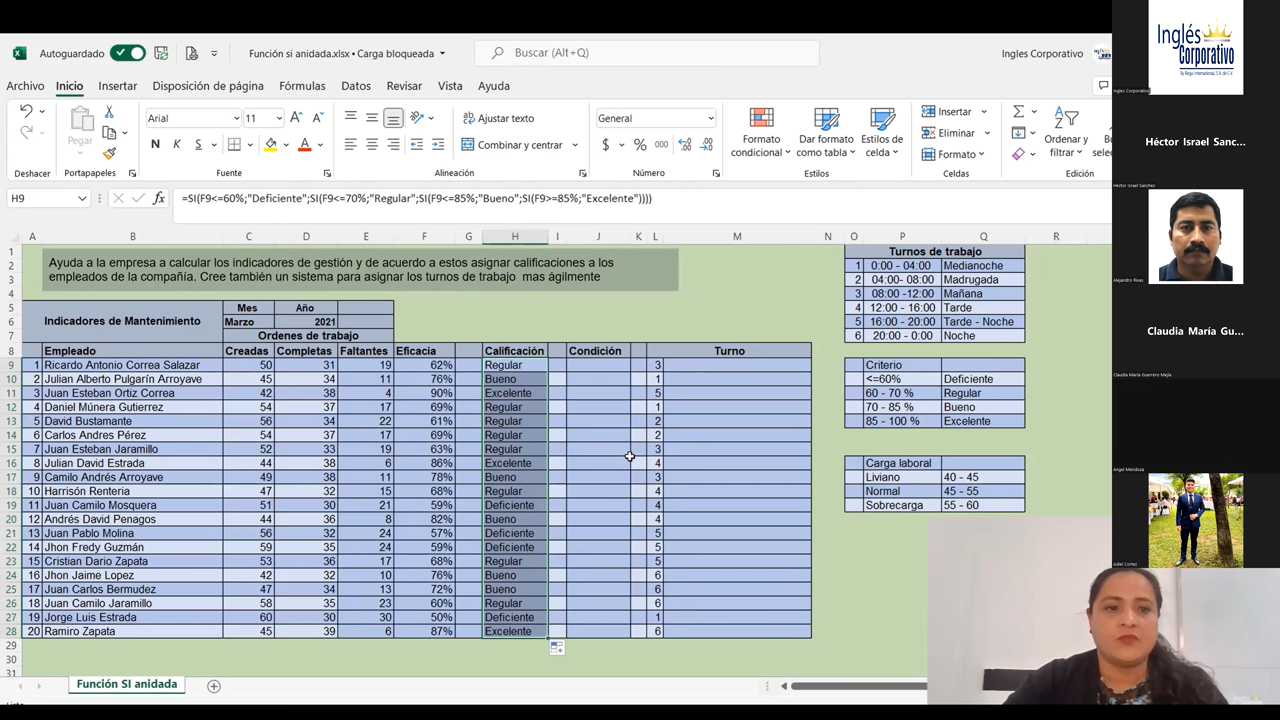 Autoguardado
Función si anidada.xlsx • Carga bloqueada
Buscar (Alt+Q)
Ingles Corporativo
Archivo Inicio Insertar Disposición de página Fórmulas Datos Revisar Vista Ayuda
Pegar
Arial 11
N K S
Ajustar texto
Combinar y centrar
General
$ % 000
Formato condicional
Dar formato como tabla
Estilos de celda
Insertar
Eliminar
Formato
Ordenar y filtrar
Deshacer Portapapeles Fuente Alineación Número Estilos Celdas Edición
H9 =SI(F9<=60%;"Deficiente";SI(F9<=70%;"Regular";SI(F9<=85%;"Bueno";SI(F9>=85%;"Excelente"))))
A B C D E F G H I J K L M N O P Q R
Ayuda a la empresa a calcular los indicadores de gestión y de acuerdo a estos asignar calificaciones a los
empleados de la compañía. Cree también un sistema para asignar los turnos de trabajo mas ágilmente
Indicadores de Mantenimiento
Mes Año
Marzo 2021
Ordenes de trabajo
Empleado Creadas Completas Faltantes Eficacia Calificación Condición Turno
1 Ricardo Antonio Correa Salazar 50 31 19 62% Regular 3
2 Julian Alberto Pulgarín Arroyave 45 34 11 76% Bueno 1
3 Juan Esteban Ortiz Correa 42 38 4 90% Excelente 5
4 Daniel Múnera Gutierrez 54 37 17 69% Regular 1
5 David Bustamante 56 34 22 61% Regular 2
6 Carlos Andres Pérez 54 37 17 69% Regular 2
7 Juan Esteban Jaramillo 52 33 19 63% Regular 3
8 Julian David Estrada 44 38 6 86% Excelente 4
9 Camilo Andrés Arroyave 49 38 11 78% Bueno 3
10 Harrisón Renteria 47 32 15 68% Regular 4
11 Juan Camilo Mosquera 51 30 21 59% Deficiente 4
12 Andrés David Penagos 44 36 8 82% Bueno 4
13 Juan Pablo Molina 56 32 24 57% Deficiente 5
14 Jhon Fredy Guzmán 59 35 24 59% Deficiente 5
15 Cristian Dario Zapata 53 36 17 68% Regular 5
16 Jhon Jaime Lopez 42 32 10 76% Bueno 6
17 Juan Carlos Bermudez 47 34 13 72% Bueno 6
18 Juan Camilo Jaramillo 58 35 23 60% Regular 6
19 Jorge Luis Estrada 60 30 30 50% Deficiente 1
20 Ramiro Zapata 45 39 6 87% Excelente 6
Turnos de trabajo
1 0:00 - 04:00 Medianoche
2 04:00- 08:00 Madrugada
3 08:00 -12:00 Mañana
4 12:00 - 16:00 Tarde
5 16:00 - 20:00 Tarde - Noche
6 20:00 - 0:00 Noche
Criterio
<=60% Deficiente
60 - 70 % Regular
70 - 85 % Bueno
85 - 100 % Excelente
Carga laboral
Liviano 40 - 45
Normal 45 - 55
Sobrecarga 55 - 60
Función SI anidada
Inglés
Corporativo
Ingles Corporativo
Héctor Israel Sanc...
Héctor Israel Sanchez
Alejandro Rivas
Claudia María Gu...
Claudia María Guerrero Mejía
Angel Mendoza
Adiel Cortez